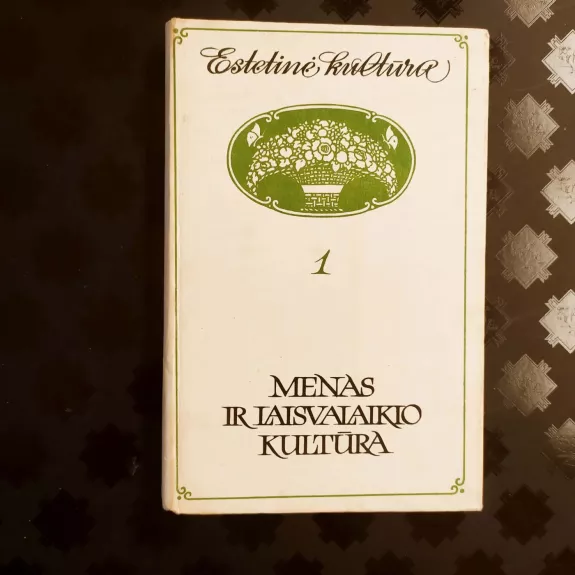 Estetinė kultūra
1
MENAS
IR LAISVALAIKIO
KULTŪRA